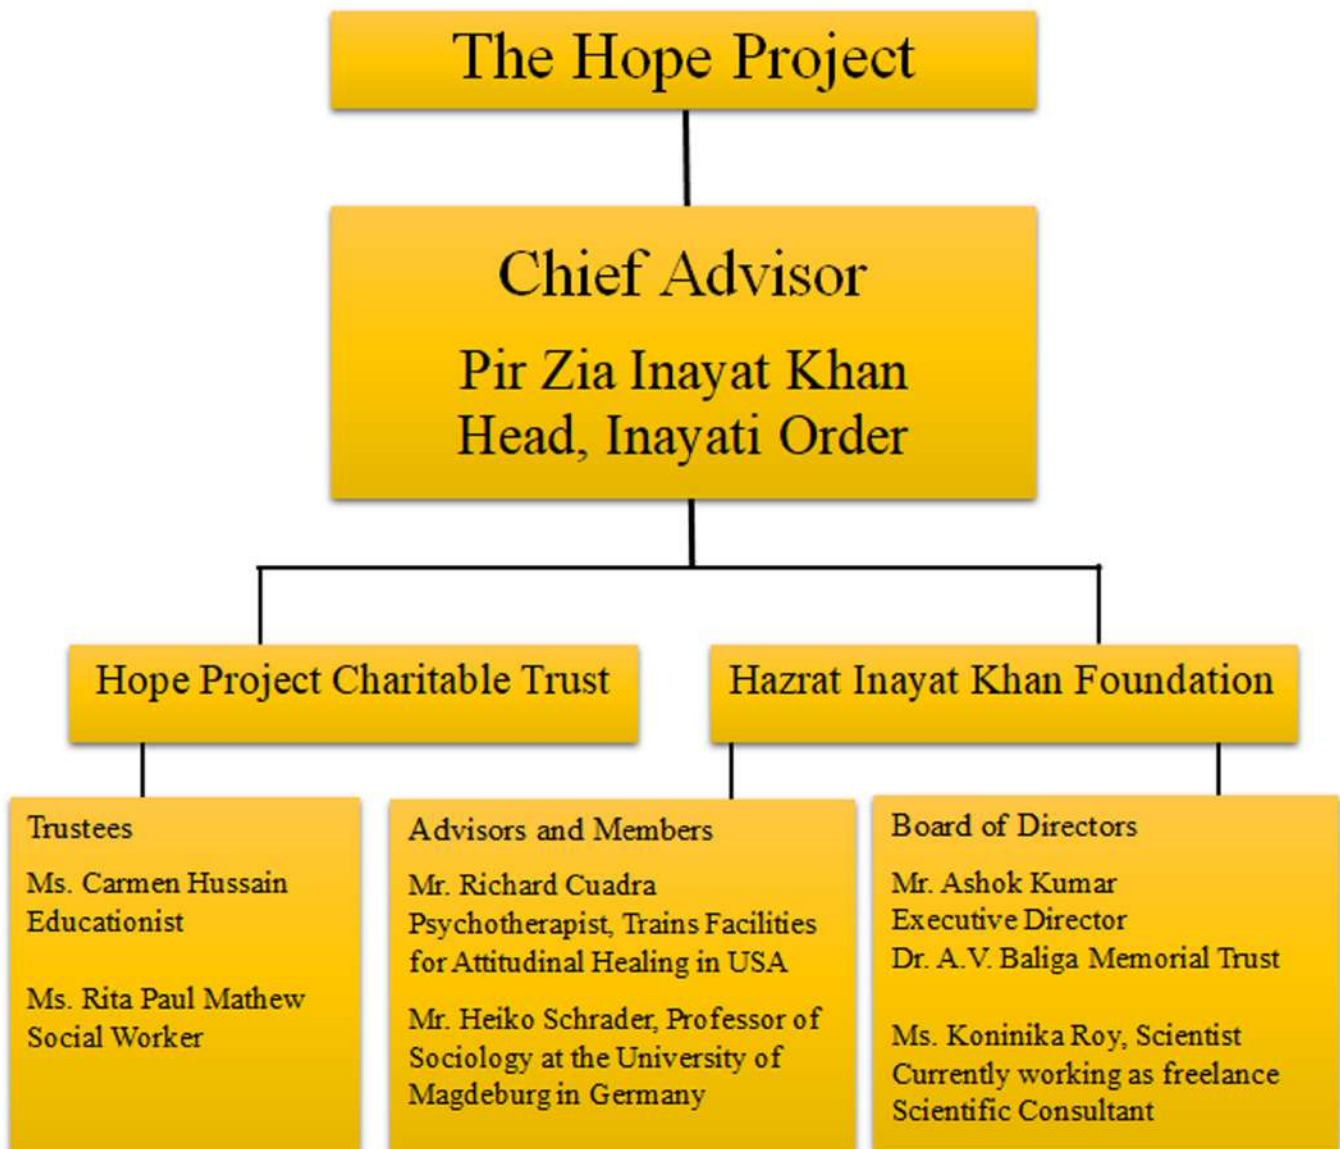 The Hope Project
Chief Advisor
Pir Zia Inayat Khan
Head, Inayati Order
Hope Project Charitable Trust
Hazrat Inayat Khan Foundation
Trustees
Ms. Carmen Hussain
Educationist
Ms. Rita Paul Mathew
Social Worker
Advisors and Members
Mr. Richard Cuadra
Psychotherapist, Trains Facilities
for Attitudinal Healing in USA
Mr. Heiko Schrader, Professor of
Sociology at the University of
Magdeburg in Germany
Board of Directors
Mr. Ashok Kumar
Executive Director
Dr. A.V. Baliga Memorial Trust
Ms. Koninika Roy, Scientist
Currently working as freelance
Scientific Consultant